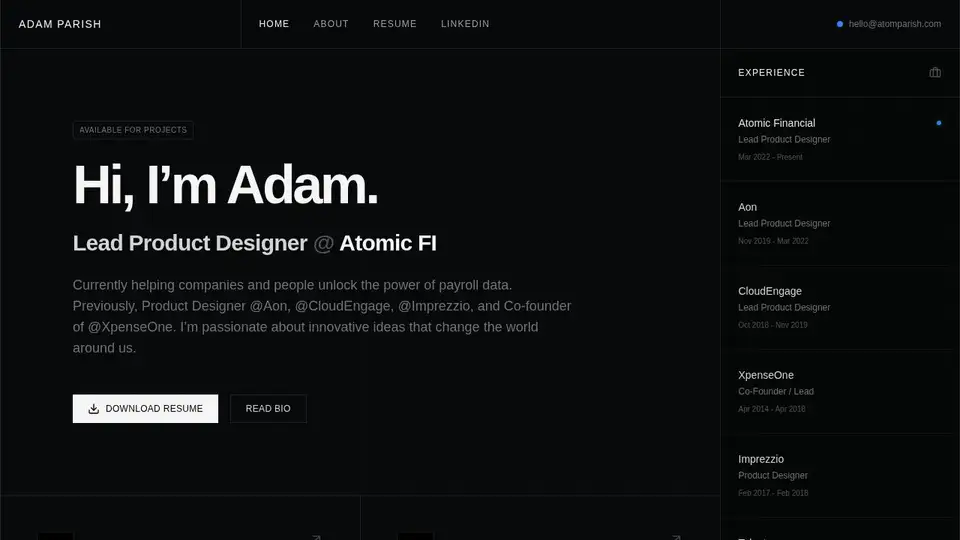 ADAM PARISH
HOME
ABOUT
RESUME
LINKEDIN
hello@atomparish.com
AVAILABLE FOR PROJECTS
Hi, I’m Adam.
Lead Product Designer @ Atomic FI
Currently helping companies and people unlock the power of payroll data.
Previously, Product Designer @Aon, @CloudEngage, @Imprezzio, and Co-founder
of @XpenseOne. I’m passionate about innovative ideas that change the world
around us.
DOWNLOAD RESUME
READ BIO
EXPERIENCE
Atomic Financial
Lead Product Designer
Mar 2022 - Present
Aon
Lead Product Designer
Nov 2019 - Mar 2022
CloudEngage
Lead Product Designer
Oct 2018 - Nov 2019
XpenseOne
Co-Founder / Lead
Apr 2014 - Apr 2018
Imprezzio
Product Designer
Feb 2017 - Feb 2018